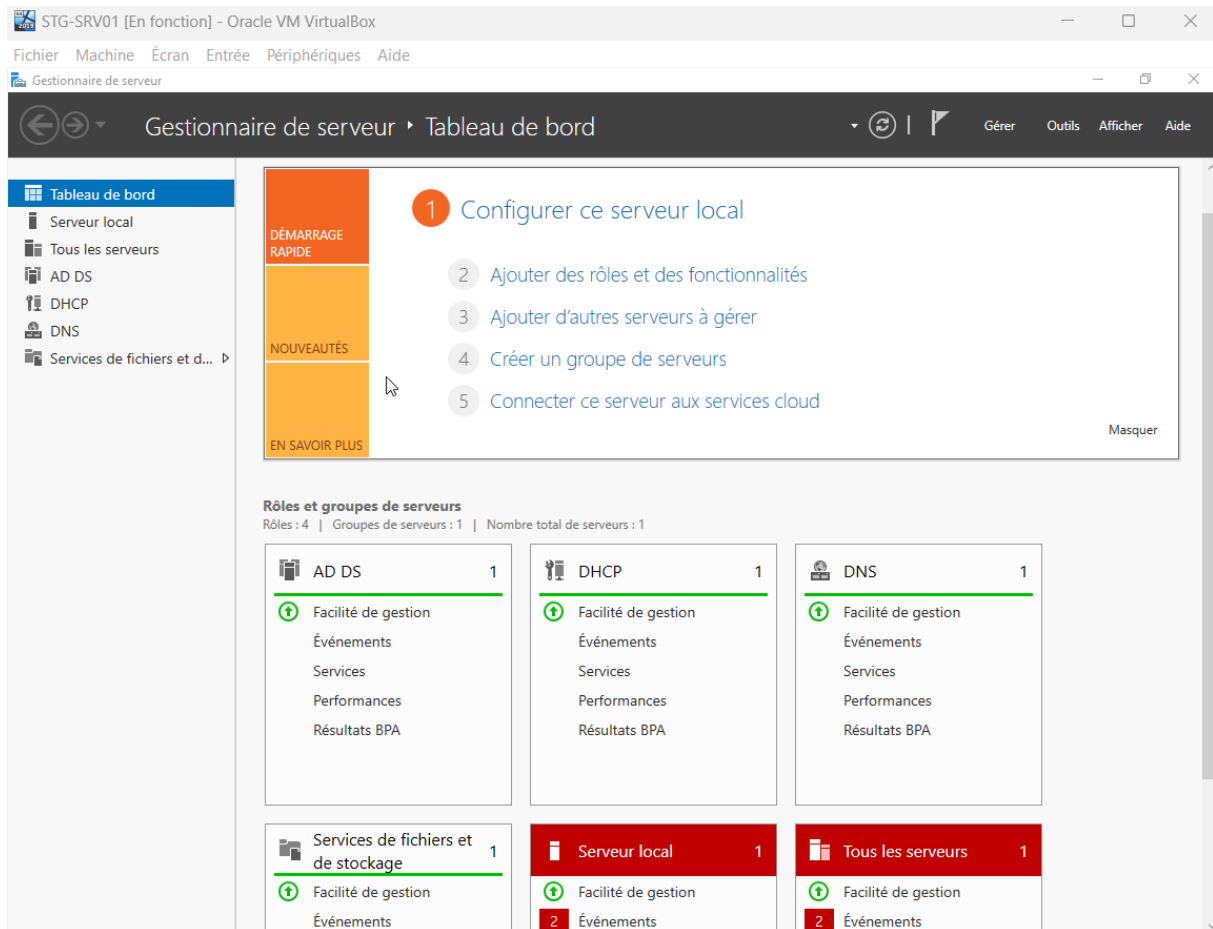 STG-SRV01 [En fonction] - Oracle VM VirtualBox
Fichier Machine Écran Entrée Périphériques Aide
Gestionnaire de serveur
Gestionnaire de serveur Tableau de bord
Gérer Outils Afficher Aide
Tableau de bord
Serveur local
Tous les serveurs
AD DS
DHCP
DNS
Services de fichiers et d...
DÉMARRAGE
RAPIDE
NOUVEAUTÉS
EN SAVOIR PLUS
1 Configurer ce serveur local
2 Ajouter des rôles et des fonctionnalités
3 Ajouter d'autres serveurs à gérer
4 Créer un groupe de serveurs
5 Connecter ce serveur aux services cloud
Masquer
Rôles et groupes de serveurs
Rôles : 4 | Groupes de serveurs : 1 | Nombre total de serveurs : 1
AD DS 1
Facilité de gestion
Événements
Services
Performances
Résultats BPA
DHCP 1
Facilité de gestion
Événements
Services
Performances
Résultats BPA
DNS 1
Facilité de gestion
Événements
Services
Performances
Résultats BPA
Services de fichiers et
de stockage 1
Facilité de gestion
Événements
Serveur local 1
Facilité de gestion
2 Événements
Tous les serveurs 1
Facilité de gestion
2 Événements